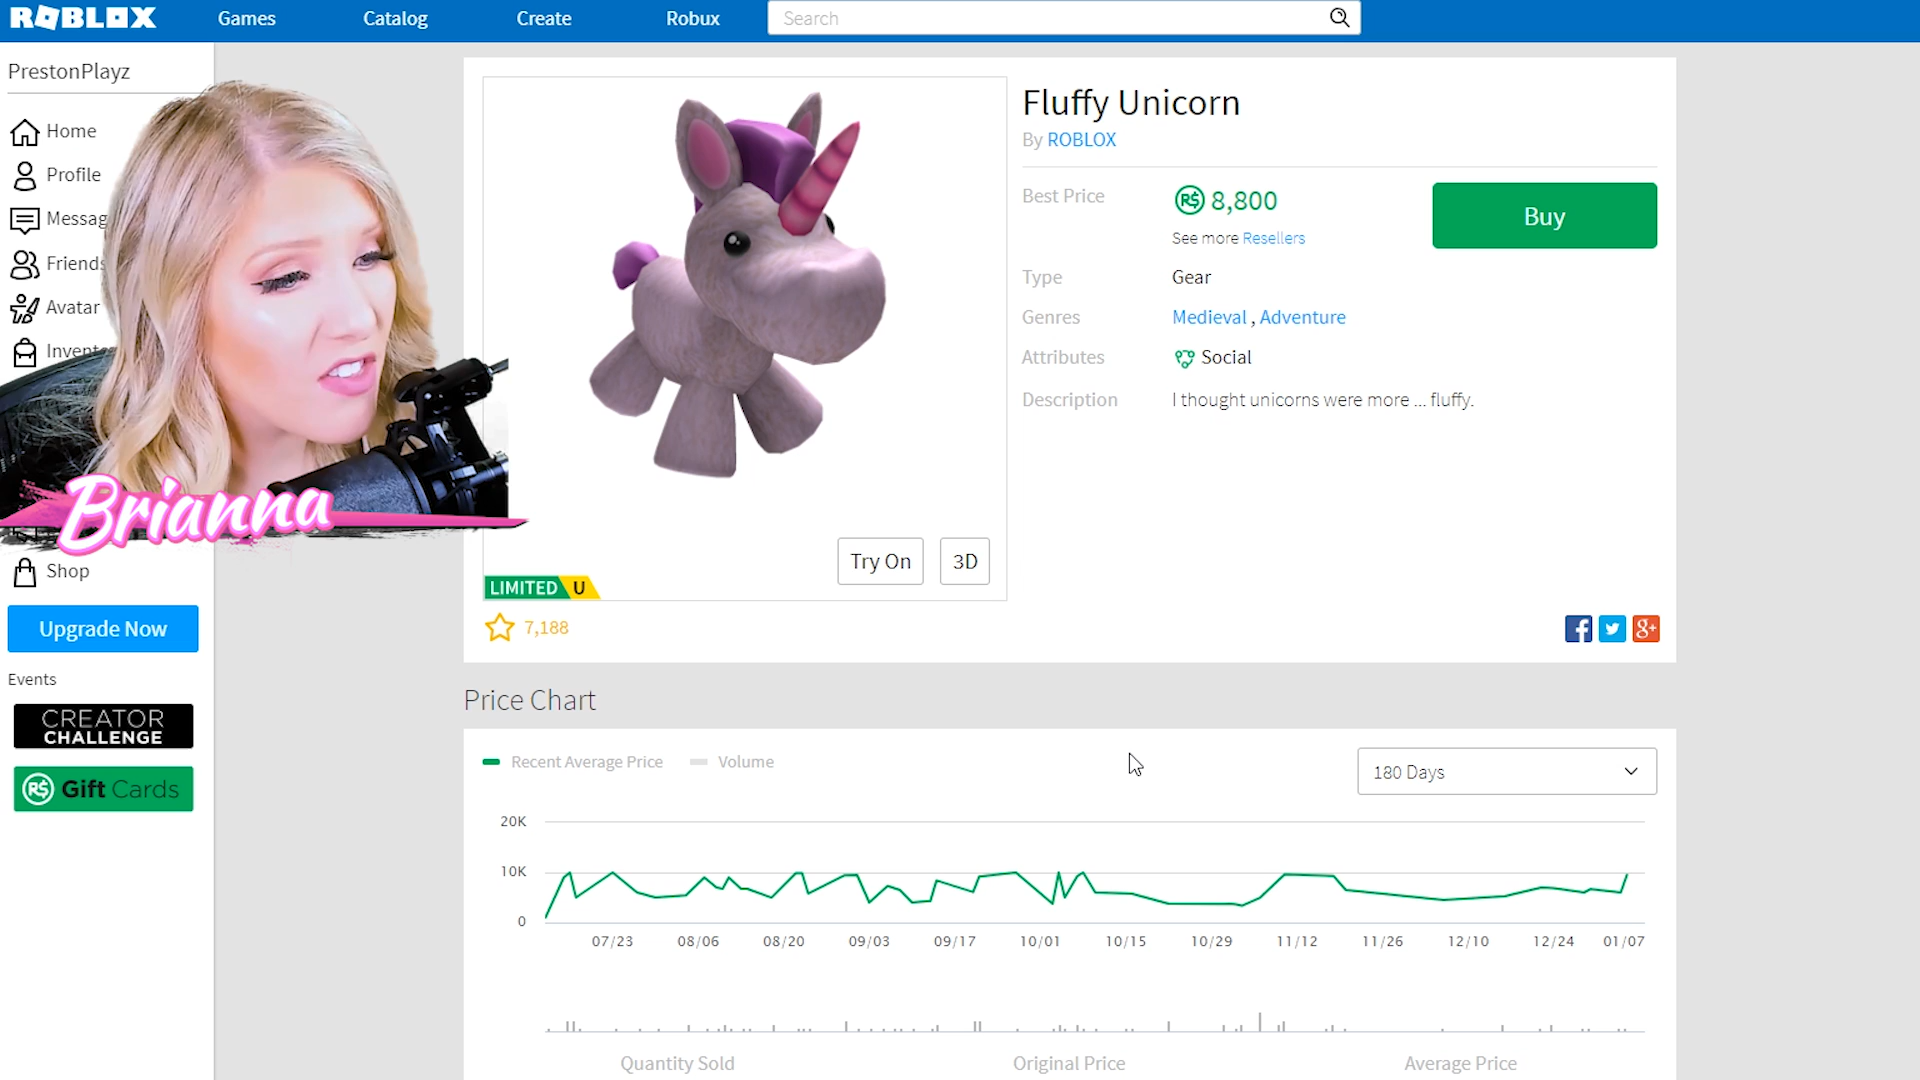 ROBLOX
Games
Catalog
Create
Robux
Search
PrestonPlayz
Home
Profile
Messag
Friends
Avatar
Invent
Brianna
Shop
Upgrade Now
Events
CREATOR
CHALLENGE
R$ Gift Cards
Try On
3D
LIMITED U
7,188
Fluffy Unicorn
By ROBLOX
Best Price
R$ 8,800
Buy
See more Resellers
Type
Gear
Genres
Medieval , Adventure
Attributes
Social
Description
I thought unicorns were more ... fluffy.
f
g+
Price Chart
Recent Average Price
Volume
180 Days
20K
10K
0
07/23
08/06
08/20
09/03
09/17
10/01
10/15
10/29
11/12
11/26
12/10
12/24
01/07
Quantity Sold
Original Price
Average Price